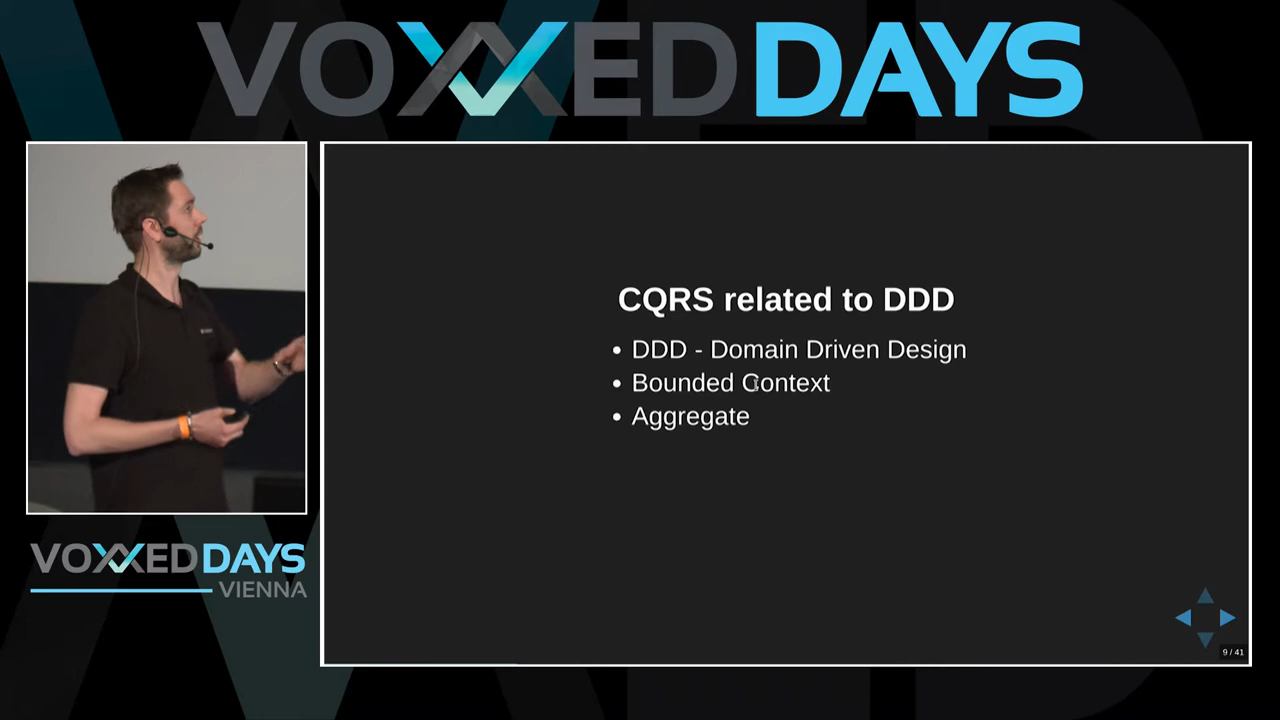 VOXXED DAYS
CQRS related to DDD
• DDD - Domain Driven Design
• Bounded Context
• Aggregate
VOXXED DAYS
VIENNA
9 / 41